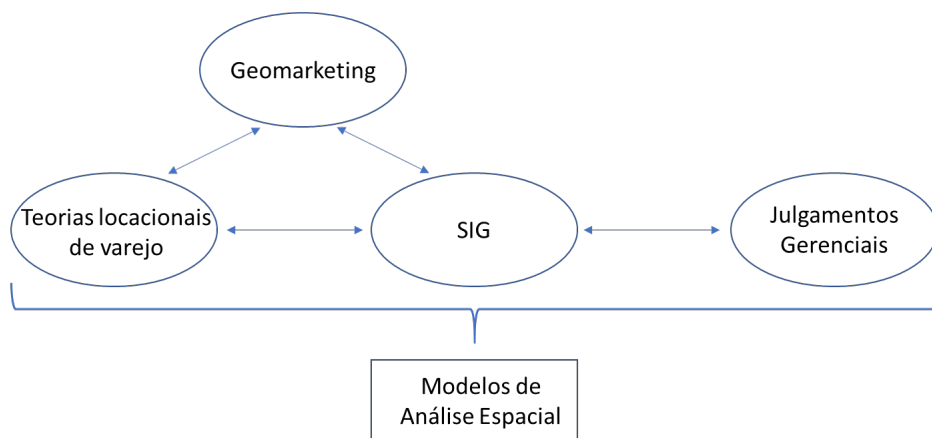 Geomarketing
Teorias locacionais
de varejo
SIG
Julgamentos
Gerenciais
Modelos de
Análise Espacial